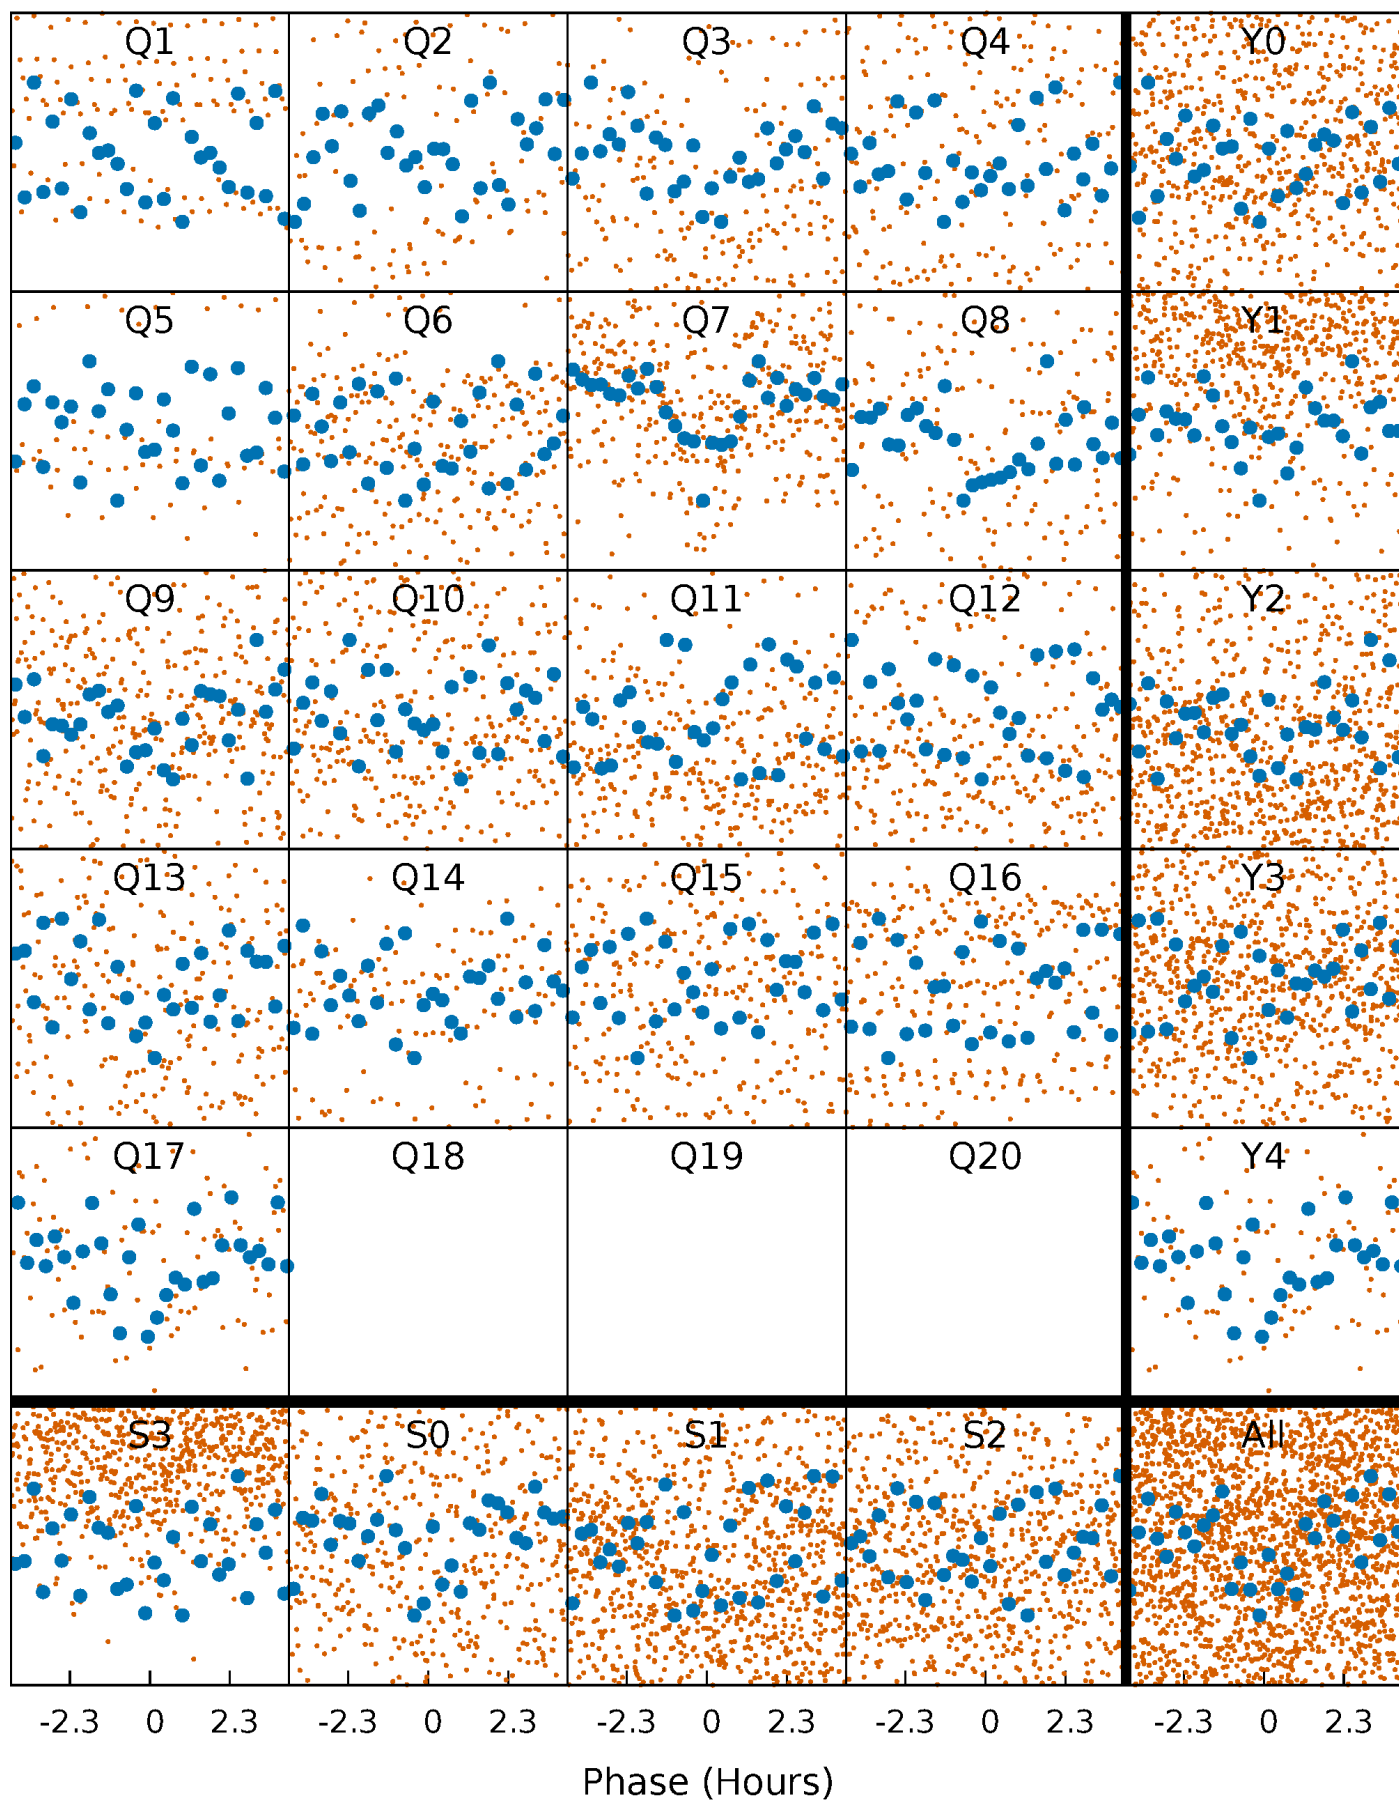 Q1 Q2 Q3 Q4 Y0
Q5 Q6 Q7 Q8 Y1
Q9 Q10 Q11 Q12 Y2
Q13 Q14 Q15 Q16 Y3
Q17 Q18 Q19 Q20 Y4
S3 S0 S1 S2 All
-2.3 0 2.3 -2.3 0 2.3 -2.3 0 2.3 -2.3 0 2.3 -2.3 0 2.3
Phase (Hours)